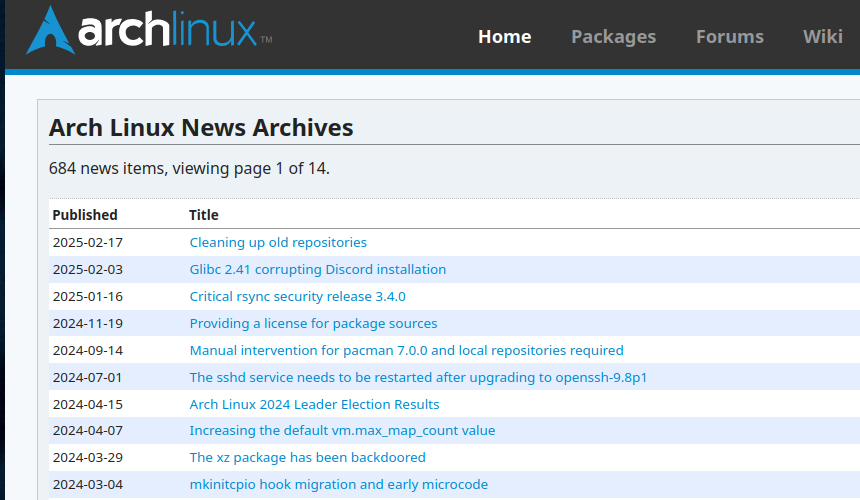 archlinux™
Home Packages Forums Wiki
Arch Linux News Archives
684 news items, viewing page 1 of 14.
Published Title
2025-02-17 Cleaning up old repositories
2025-02-03 Glibc 2.41 corrupting Discord installation
2025-01-16 Critical rsync security release 3.4.0
2024-11-19 Providing a license for package sources
2024-09-14 Manual intervention for pacman 7.0.0 and local repositories required
2024-07-01 The sshd service needs to be restarted after upgrading to openssh-9.8p1
2024-04-15 Arch Linux 2024 Leader Election Results
2024-04-07 Increasing the default vm.max_map_count value
2024-03-29 The xz package has been backdoored
2024-03-04 mkinitcpio hook migration and early microcode